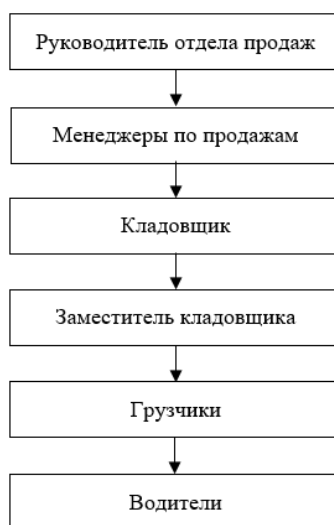 Руководитель отдела продаж
Менеджеры по продажам
Кладовщик
Заместитель кладовщика
Грузчики
Водители